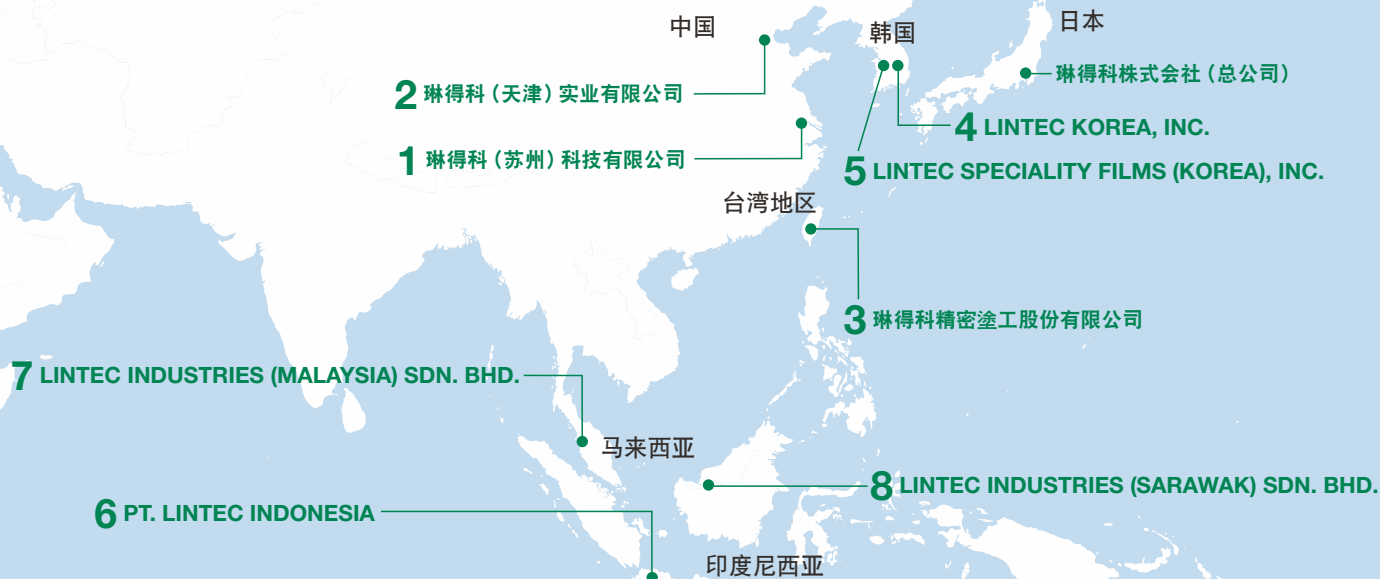 中国
韩国
日本
琳得科株式会社（总公司）
2 琳得科（天津）实业有限公司
4 LINTEC KOREA, INC.
1 琳得科（苏州）科技有限公司
5 LINTEC SPECIALITY FILMS (KOREA), INC.
台湾地区
3 琳得科精密塗工股份有限公司
7 LINTEC INDUSTRIES (MALAYSIA) SDN. BHD.
马来西亚
8 LINTEC INDUSTRIES (SARAWAK) SDN. BHD.
6 PT. LINTEC INDONESIA
印度尼西亚